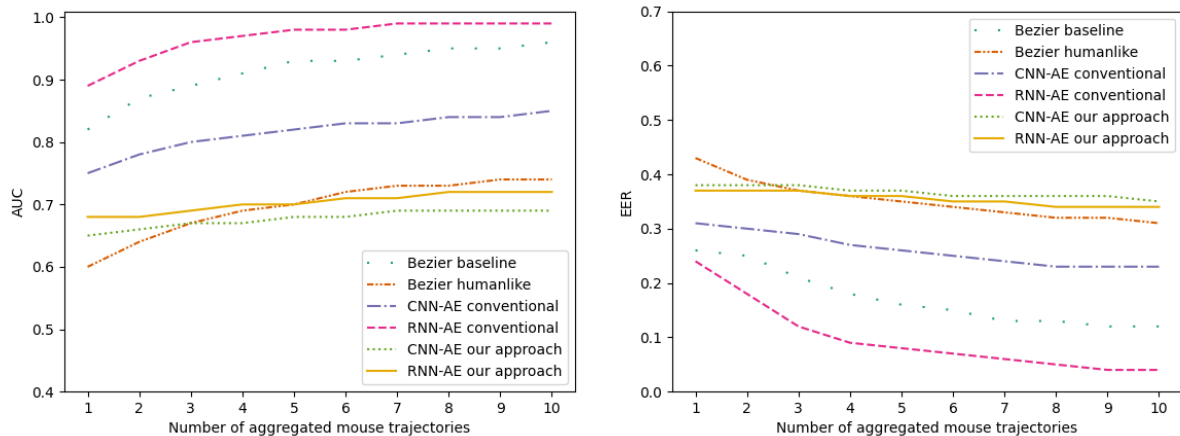 1.0
0.9
0.8
0.7
0.6
0.5
0.4
AUC
1 2 3 4 5 6 7 8 9 10
Number of aggregated mouse trajectories
Bezier baseline
Bezier humanlike
CNN-AE conventional
RNN-AE conventional
CNN-AE our approach
RNN-AE our approach
0.7
0.6
0.5
0.4
0.3
0.2
0.1
0.0
EER
1 2 3 4 5 6 7 8 9 10
Number of aggregated mouse trajectories
Bezier baseline
Bezier humanlike
CNN-AE conventional
RNN-AE conventional
CNN-AE our approach
RNN-AE our approach